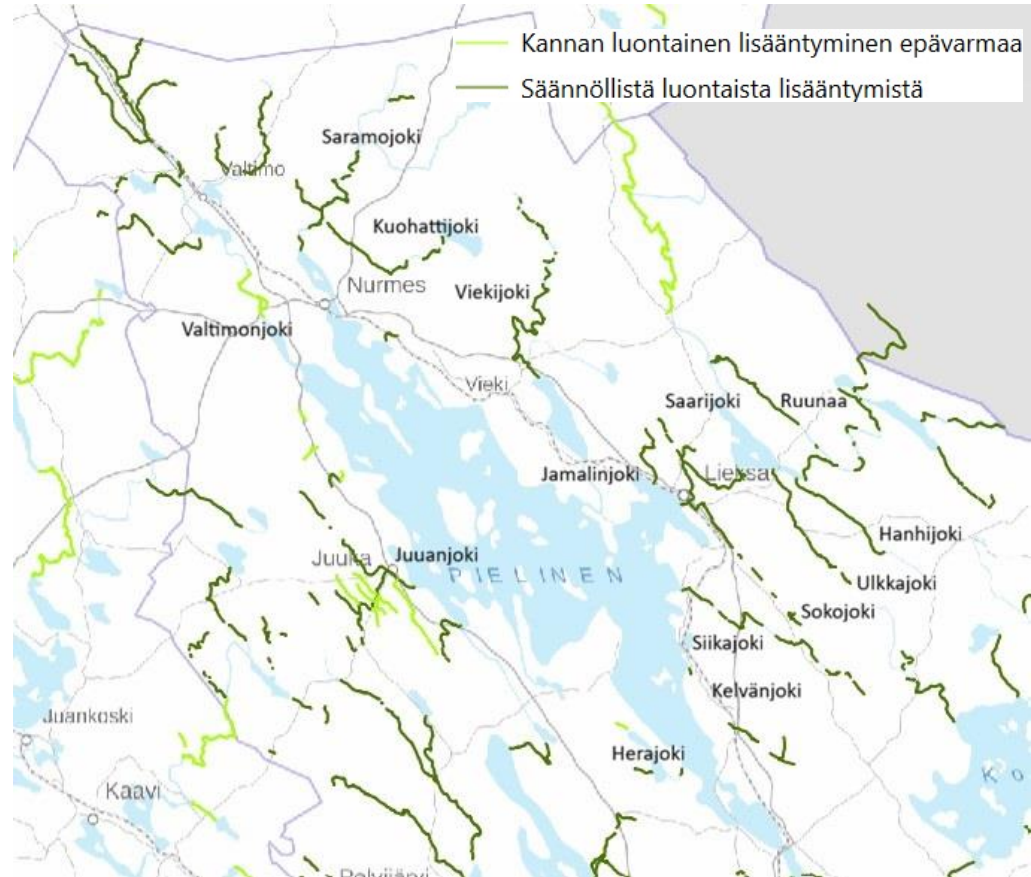 Kannan luontainen lisääntyminen epävarmaa
Säännöllistä luontaista lisääntymistä
Saramojoki
Valtimo
Kuohattijoki
Nurmes
Viekijoki
Valtimonjoki
Vieki
Saarijoki
Ruunaa
Jamalinjoki
Lieksa
Hanhijoki
Juuka
Juuanjoki
PIELINEN
Ulkkajoki
Sokojoki
Siikajoki
Kelvänjoki
Juankoski
Herajoki
Kaavi
Ko